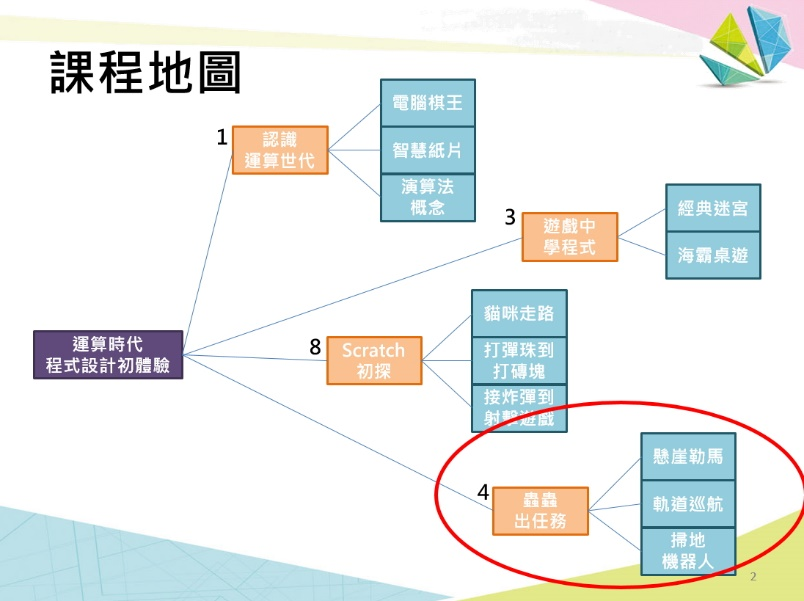 課程地圖
1
認識
運算世代
電腦棋王
智慧紙片
演算法
概念
3
遊戲中
學程式
經典迷宮
海霸桌遊
運算時代
程式設計初體驗
8
Scratch
初探
貓咪走路
打彈珠到
打磚塊
接炸彈到
射擊遊戲
4
蟲蟲
出任務
懸崖勒馬
軌道巡航
掃地
機器人
2